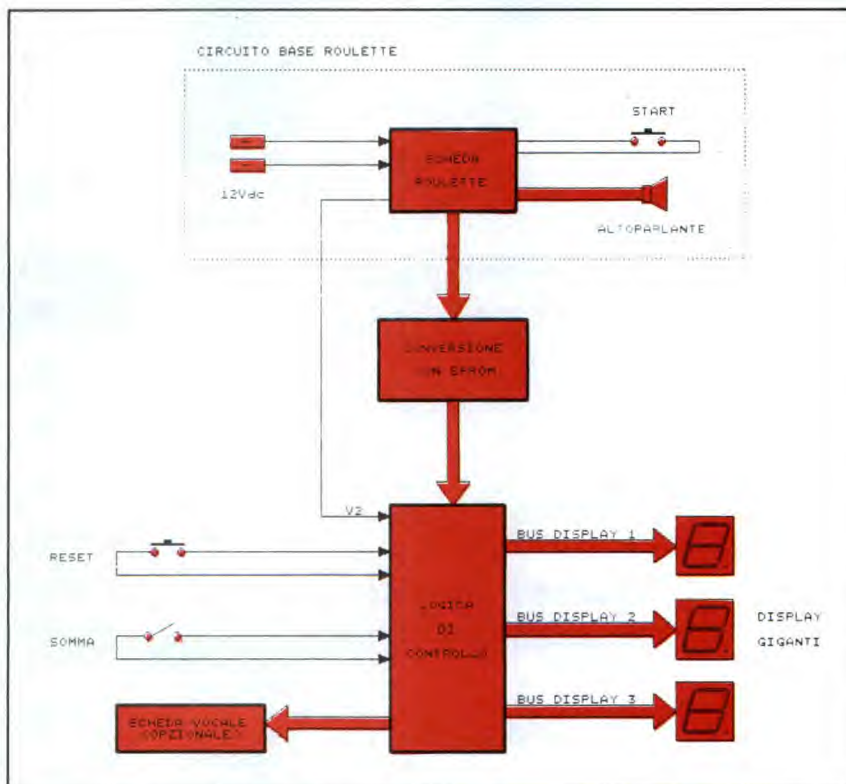 CIRCUITO BASE ROULETTE
START
SCHEDA
ROULETTE
12Vdc
ALTOPARLANTE
CONVERSIONE
CON EPROM
V2
BUS DISPLAY 1
RESET
LOGICA
DI
CONTROLLO
BUS DISPLAY 2
DISPLAY
GIGANTI
SOMMA
BUS DISPLAY 3
SCHEDA VOCALE
(OPZIONALE)